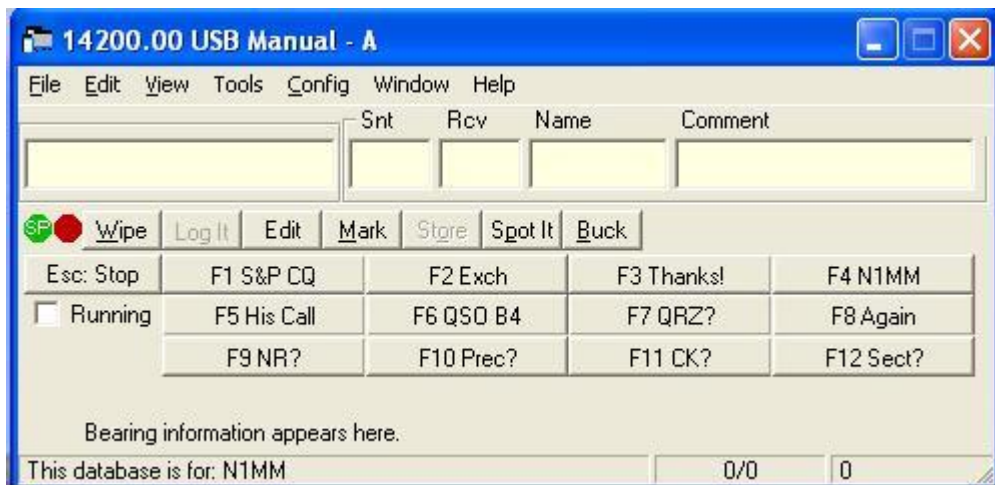 14200.00 USB Manual - A
File Edit View Tools Config Window Help
Snt Rcv Name Comment
SP Wipe Log It Edit Mark Store Spot It Buck
Esc: Stop F1 S&P CQ F2 Exch F3 Thanks! F4 N1MM
Running F5 His Call F6 QSO B4 F7 QRZ? F8 Again
F9 NR? F10 Prec? F11 CK? F12 Sect?
Bearing information appears here.
This database is for: N1MM 0/0 0